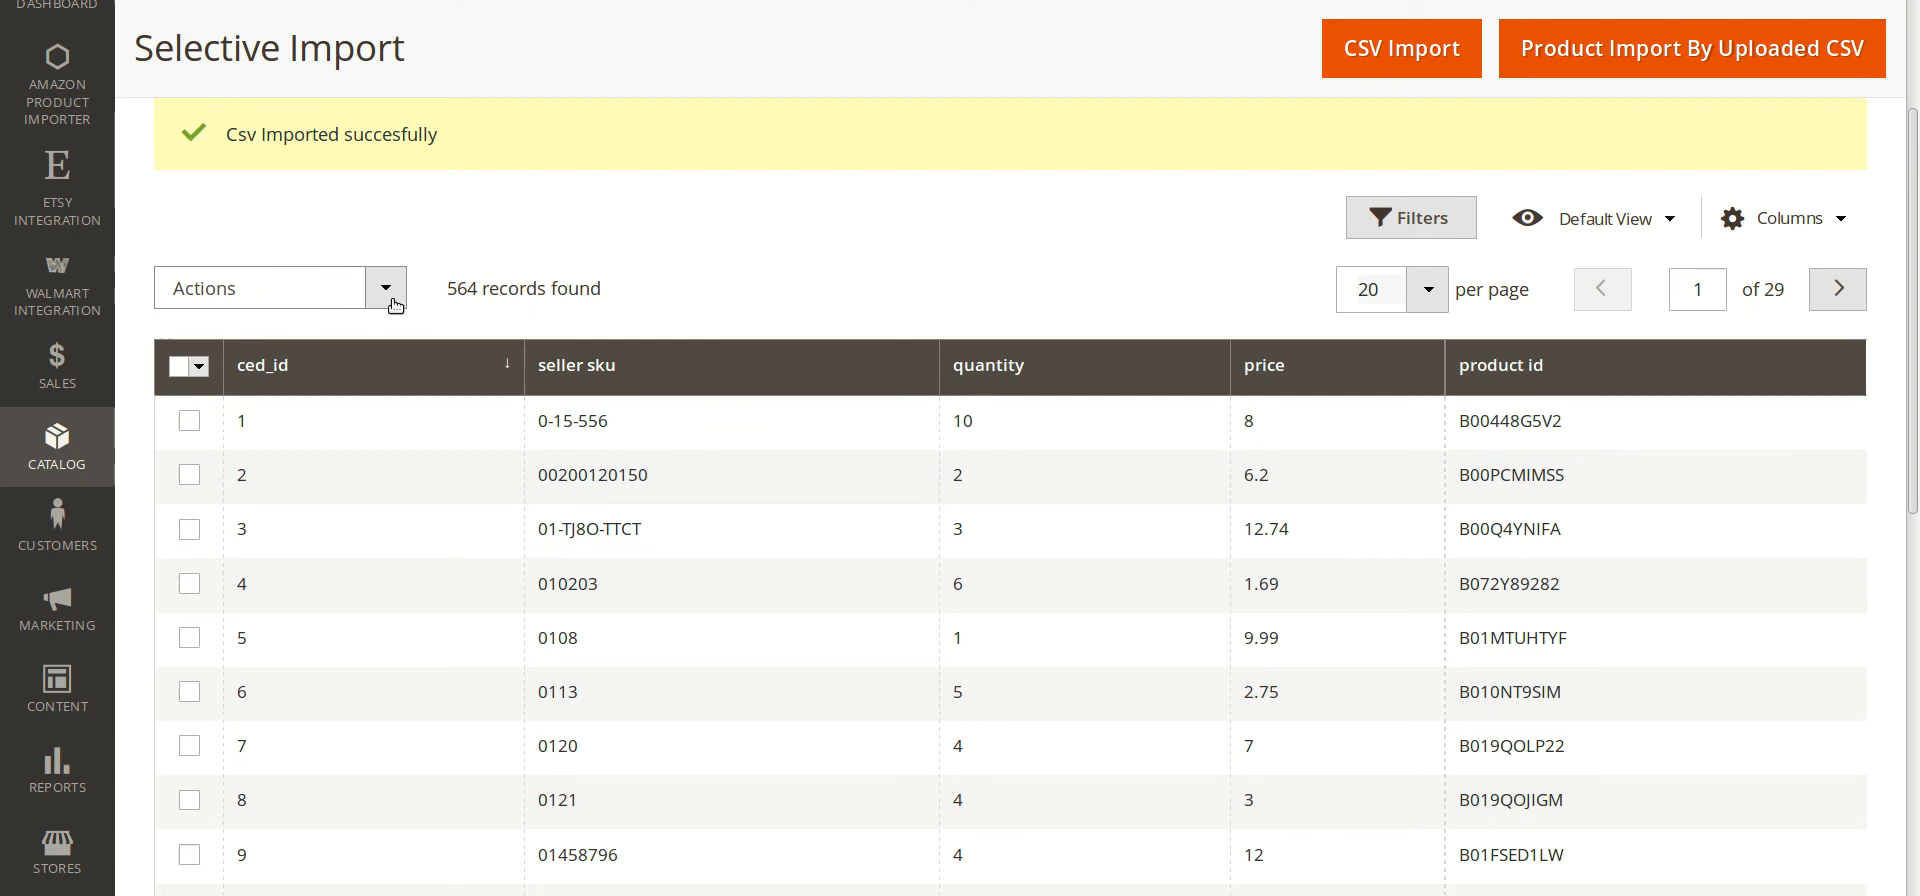 DASHBOARD
AMAZON
PRODUCT
IMPORTER
E
ETSY
INTEGRATION
W
WALMART
INTEGRATION
$
SALES
CATALOG
CUSTOMERS
MARKETING
CONTENT
REPORTS
STORES
Selective Import
CSV Import
Product Import By Uploaded CSV
Csv Imported succesfully
Filters
Default View
Columns
Actions
564 records found
20 per page
1 of 29
ced_id ↓ seller sku quantity price product id
1 0-15-556 10 8 B00448G5V2
2 00200120150 2 6.2 B00PCMIMSS
3 01-TJ8O-TTCT 3 12.74 B00Q4YNIFA
4 010203 6 1.69 B072Y89282
5 0108 1 9.99 B01MTUHTYF
6 0113 5 2.75 B010NT9SIM
7 0120 4 7 B019QOLP22
8 0121 4 3 B019QOJIGM
9 01458796 4 12 B01FSED1LW